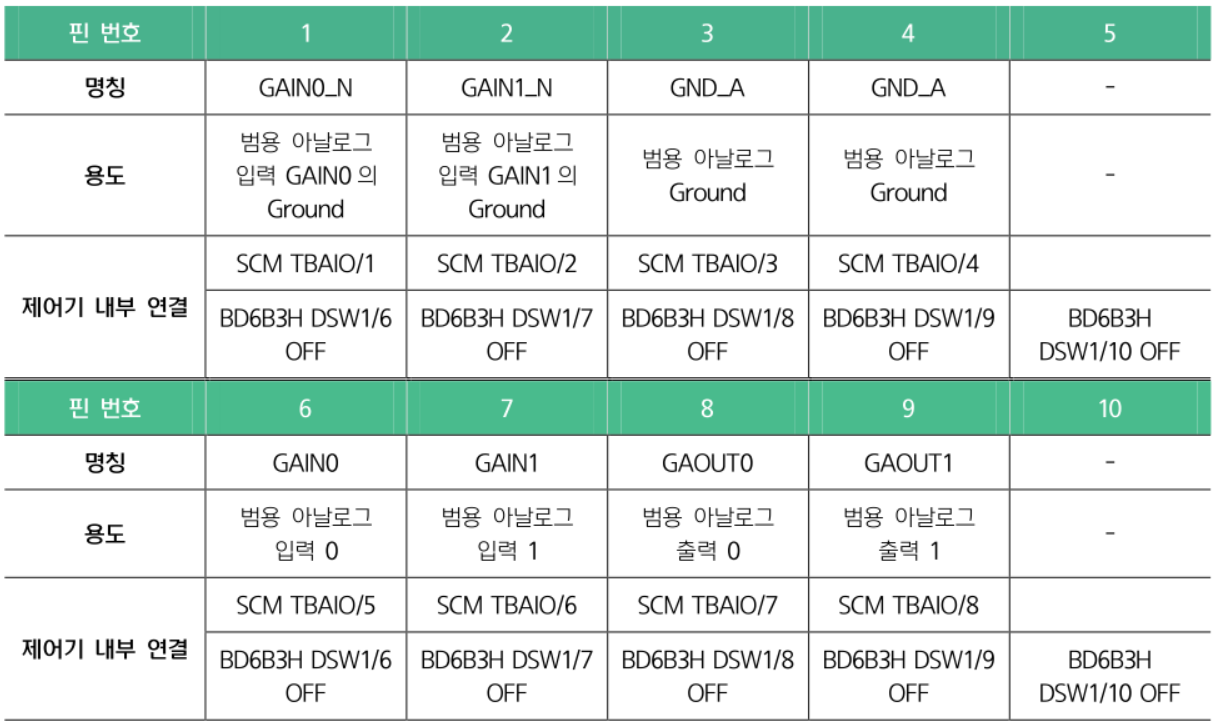 핀 번호 1 2 3 4 5
명칭 GAIN0_N GAIN1_N GND_A GND_A -
용도 범용 아날로그 입력 GAIN0 의 Ground 범용 아날로그 입력 GAIN1 의 Ground 범용 아날로그 Ground 범용 아날로그 Ground -
제어기 내부 연결 SCM TBAIO/1 SCM TBAIO/2 SCM TBAIO/3 SCM TBAIO/4
BD6B3H DSW1/6 OFF BD6B3H DSW1/7 OFF BD6B3H DSW1/8 OFF BD6B3H DSW1/9 OFF BD6B3H DSW1/10 OFF
핀 번호 6 7 8 9 10
명칭 GAIN0 GAIN1 GAOUT0 GAOUT1 -
용도 범용 아날로그 입력 0 범용 아날로그 입력 1 범용 아날로그 출력 0 범용 아날로그 출력 1 -
제어기 내부 연결 SCM TBAIO/5 SCM TBAIO/6 SCM TBAIO/7 SCM TBAIO/8
BD6B3H DSW1/6 OFF BD6B3H DSW1/7 OFF BD6B3H DSW1/8 OFF BD6B3H DSW1/9 OFF BD6B3H DSW1/10 OFF